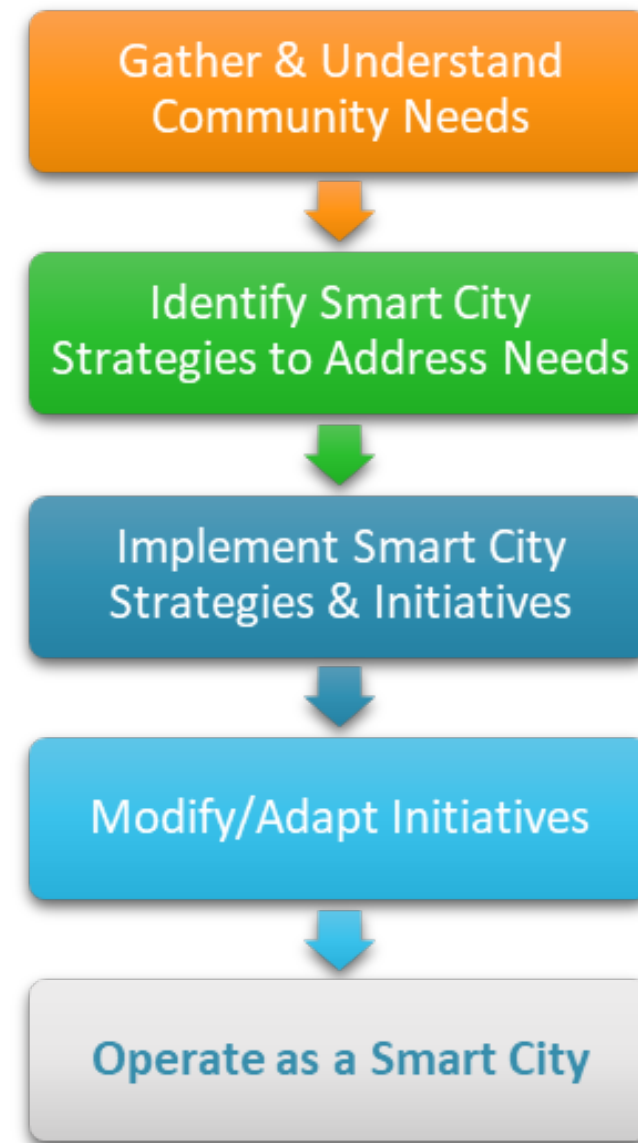 Gather & Understand
Community Needs
Identify Smart City
Strategies to Address Needs
Implement Smart City
Strategies & Initiatives
Modify/Adapt Initiatives
Operate as a Smart City